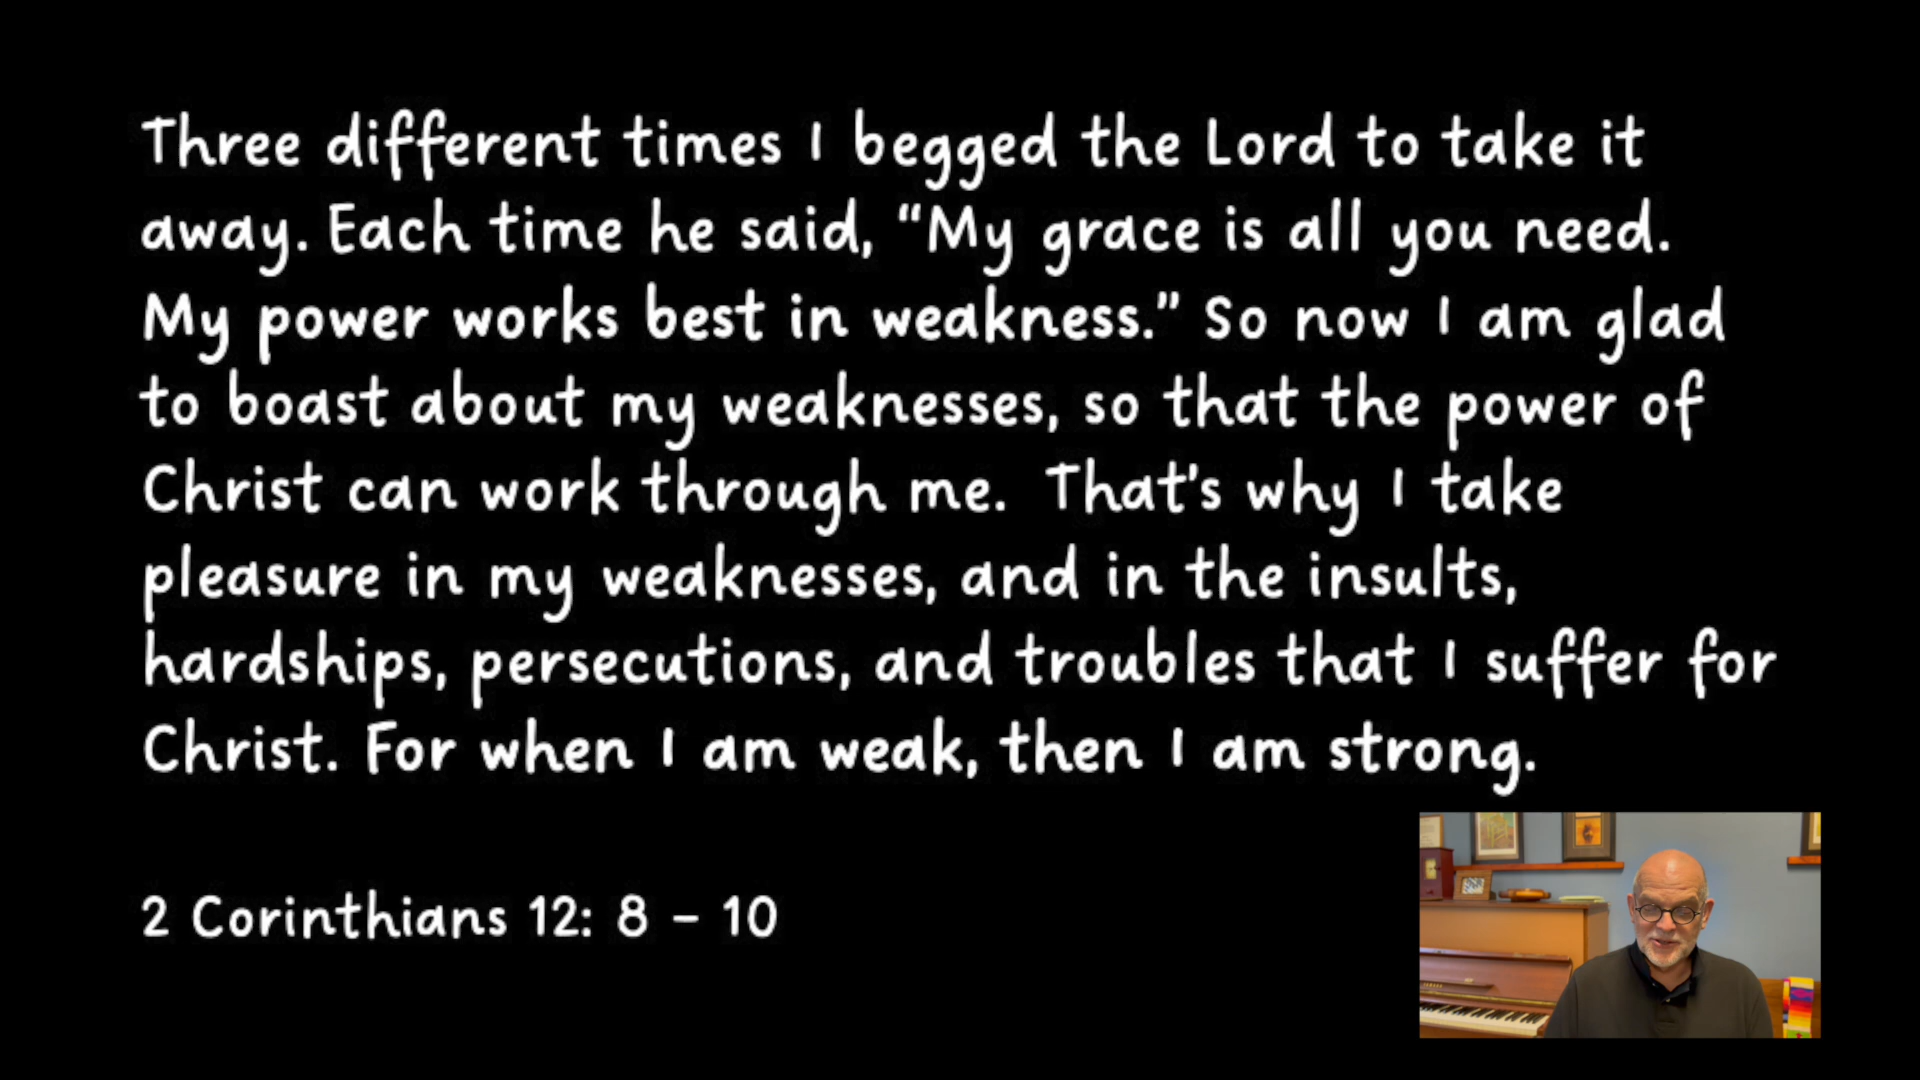 Three different times I begged the Lord to take it
away. Each time he said, “My grace is all you need.
My power works best in weakness.” So now I am glad
to boast about my weaknesses, so that the power of
Christ can work through me.  That's why I take
pleasure in my weaknesses, and in the insults,
hardships, persecutions, and troubles that I suffer for
Christ. For when I am weak, then I am strong.
2 Corinthians 12: 8 – 10